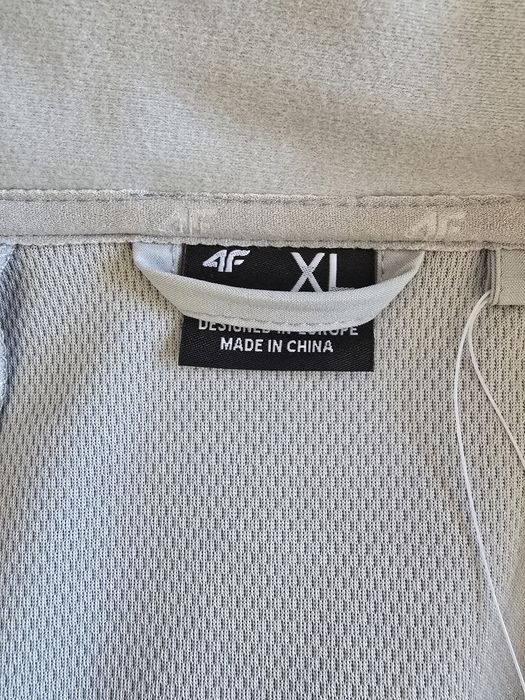 4F 4F
4F XL
DESIGNED IN EUROPE
MADE IN CHINA